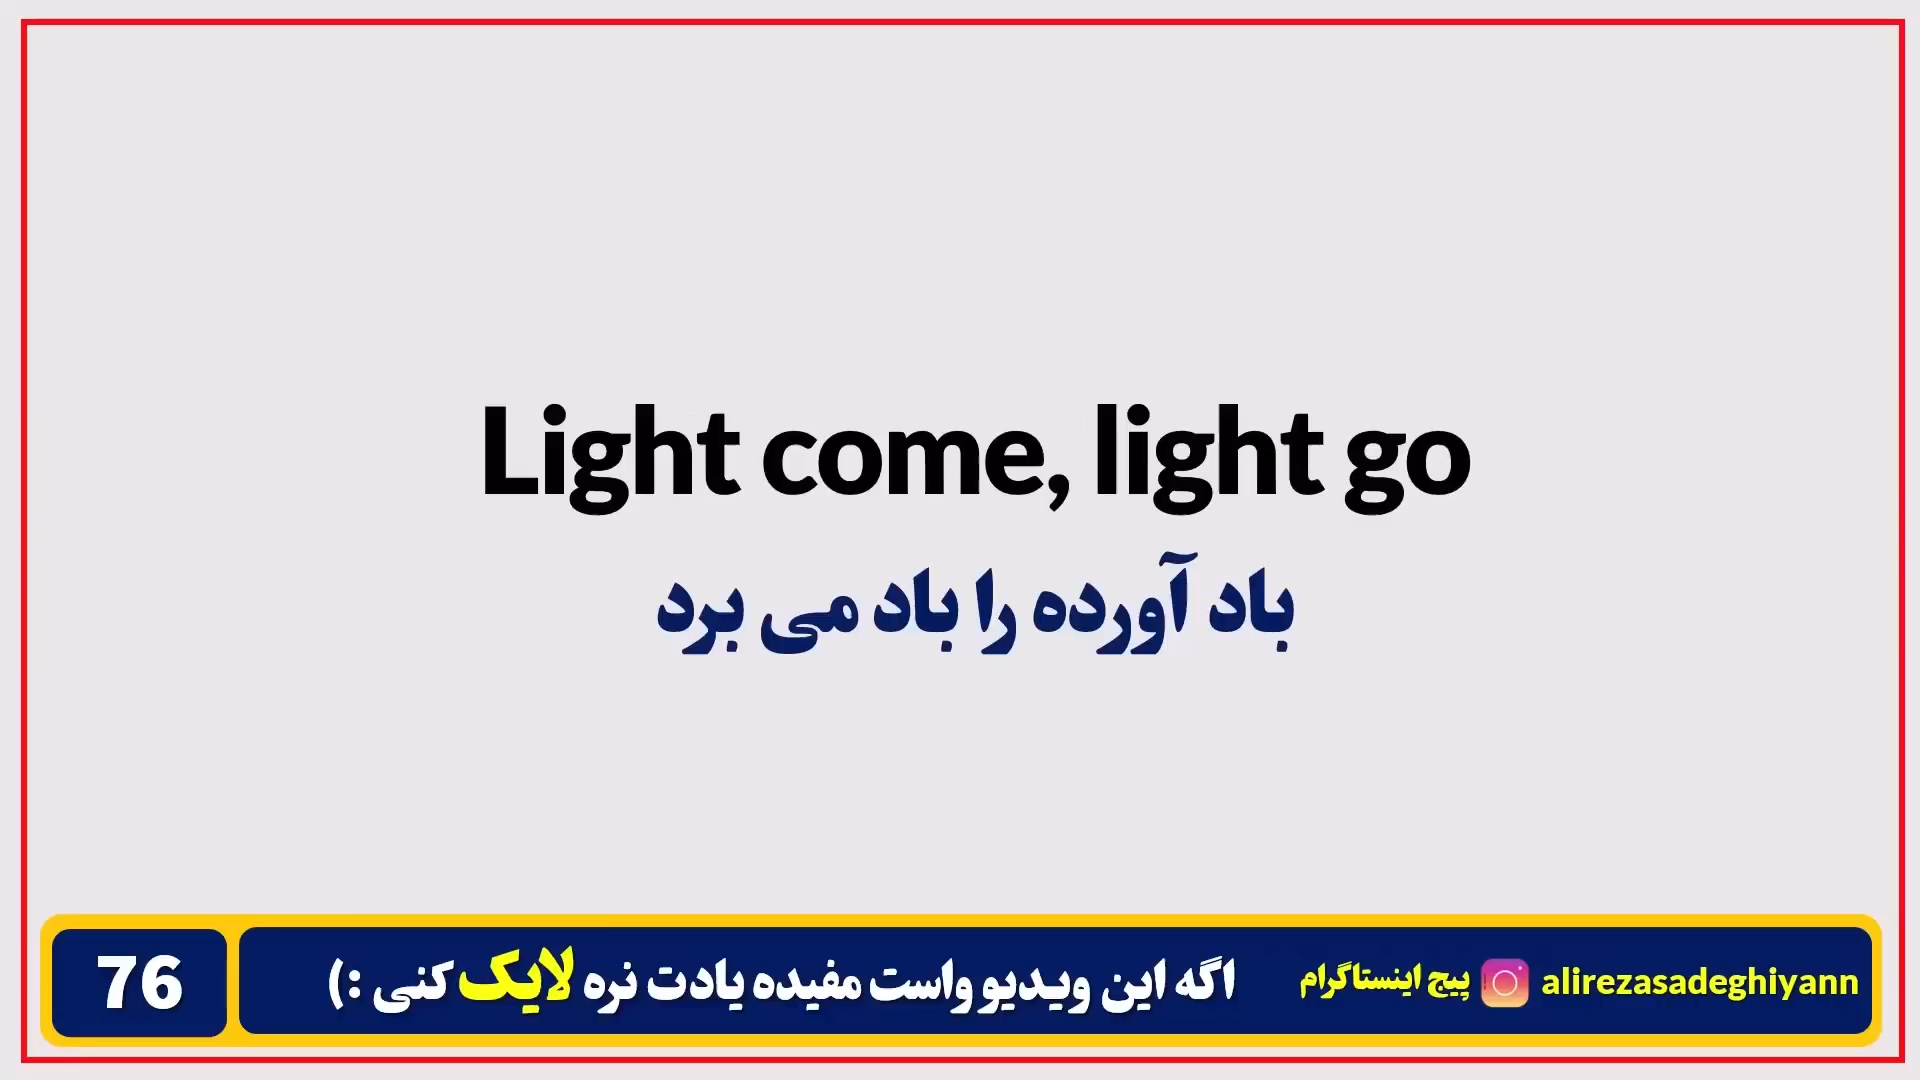 Light come, light go
باد آورده را باد می برد
76
اگه این ویدیو واست مفیده یادت نره لایک کنی :)
پیج اینستاگرام
alirezasadeghiyann